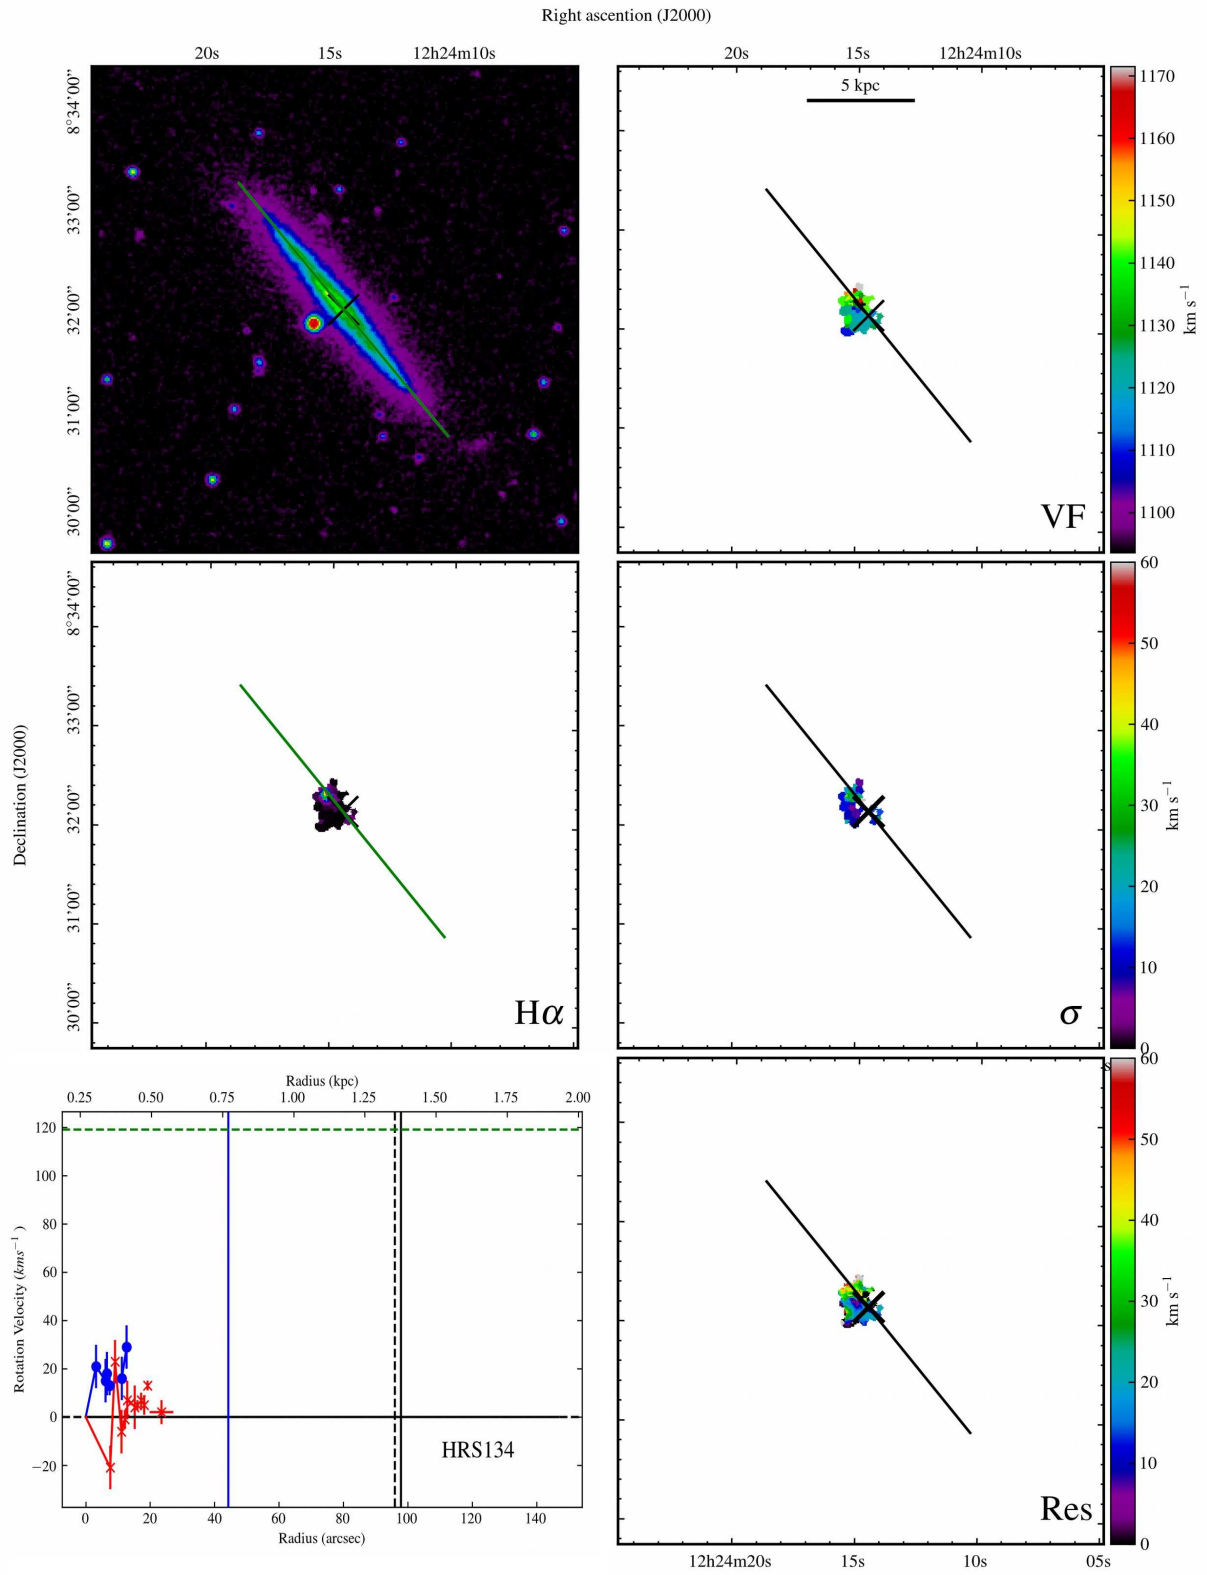 Right ascention (J2000)
20s 15s 12h24m10s
20s 15s 12h24m10s
8°34'00''
33'00''
32'00''
31'00''
30'00''
5 kpc
VF
1170
1160
1150
1140
1130
1120
1110
1100
km s⁻¹
Declination (J2000)
8°34'00''
33'00''
32'00''
31'00''
30'00''
Hα
σ
60
50
40
30
20
10
0
km s⁻¹
Radius (kpc)
0.25 0.50 0.75 1.00 1.25 1.50 1.75 2.00
Rotation Velocity (kms⁻¹ )
120
100
80
60
40
20
0
−20
HRS134
0 20 40 60 80 100 120 140
Radius (arcsec)
s
60
50
40
30
20
10
0
km s⁻¹
Res
12h24m20s 15s 10s 05s